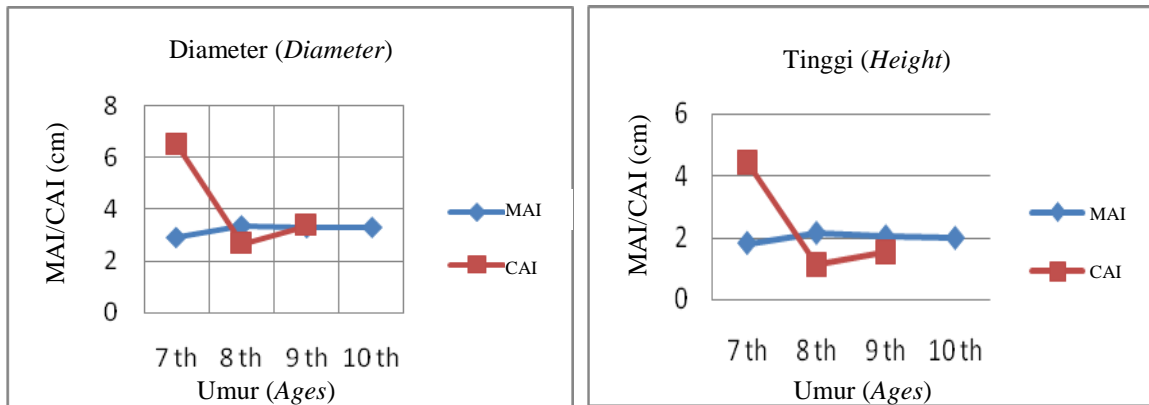 Diameter (Diameter)
MAI/CAI (cm)
8
6
4
2
0
7 th 8 th 9 th 10 th
Umur (Ages)
MAI
CAI
Tinggi (Height)
MAI/CAI (cm)
6
4
2
0
7 th 8 th 9 th 10 th
Umur (Ages)
MAI
CAI